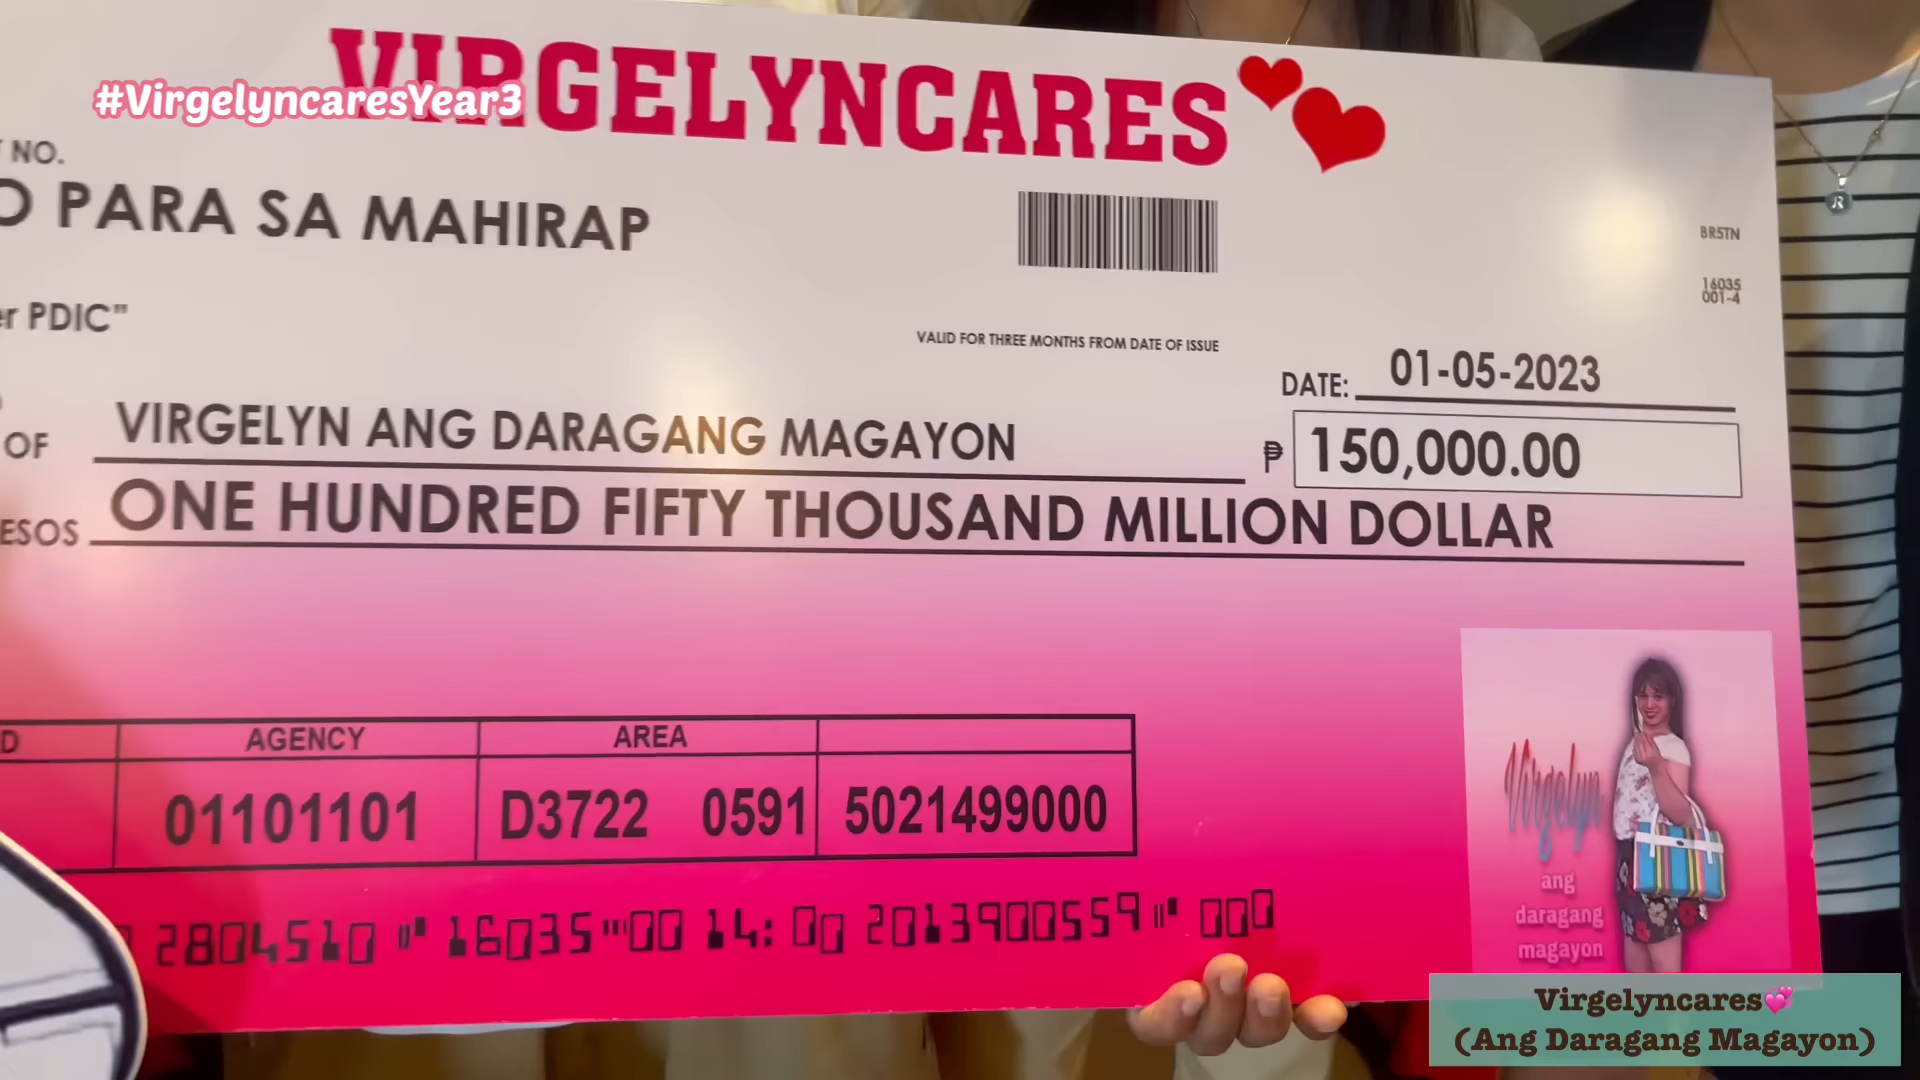 VIRGELYNCARES
#VirgelyncaresYear3
NO.
O PARA SA MAHIRAP
BRSTN
16035
001-4
er PDIC"
VALID FOR THREE MONTHS FROM DATE OF ISSUE
DATE: 01-05-2023
OF VIRGELYN ANG DARAGANG MAGAYON ₱ 150,000.00
ESOS ONE HUNDRED FIFTY THOUSAND MILLION DOLLAR
D AGENCY AREA
01101101 D3722 0591 5021499000
2804510 ⑈ 16035 ⑈00 14: 00 2013900559 ⑈ 000
Virgelyn
ang
daragang
magayon
R
Virgelyncares💞
(Ang Daragang Magayon)